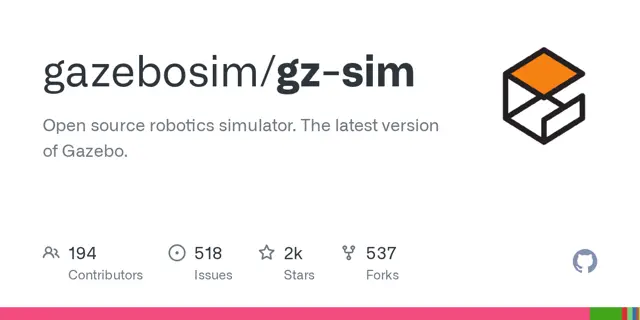 gazebosim/gz-sim
Open source robotics simulator. The latest version
of Gazebo.
194 518 2k 537
Contributors Issues Stars Forks